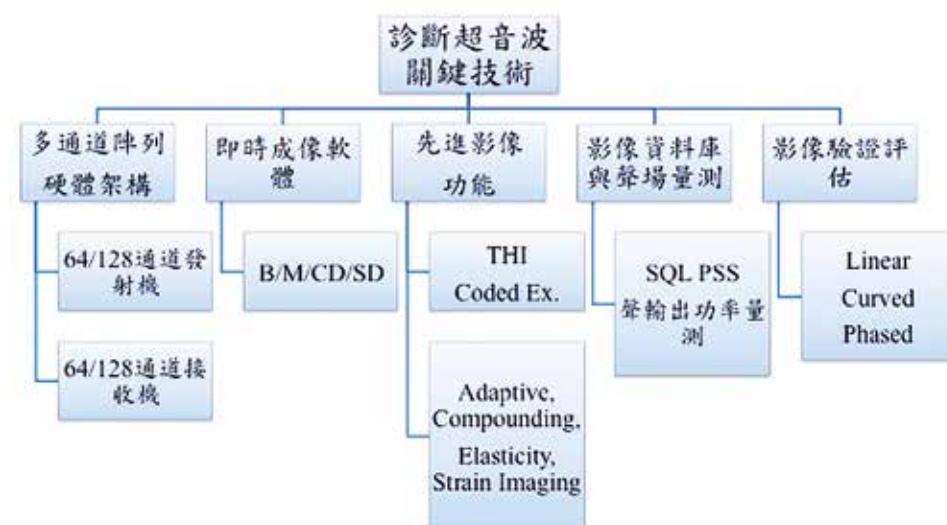 診斷超音波
關鍵技術
多通道陣列
硬體架構
64/128通道發
射機
64/128通道接
收機
即時成像軟
體
B/M/CD/SD
先進影像
功能
THI
Coded Ex.
Adaptive,
Compounding,
Elasticity,
Strain Imaging
影像資料庫
與聲場量測
SQL PSS
聲輸出功率量
測
影像驗證評
估
Linear
Curved
Phased